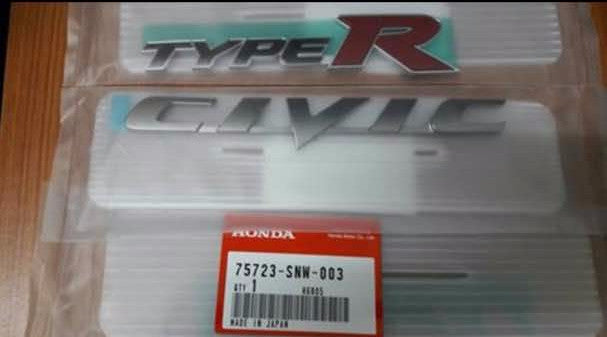 TYPE R
CIVIC
HONDA
75723-SNW-003
QTY 1
MADE IN JAPAN